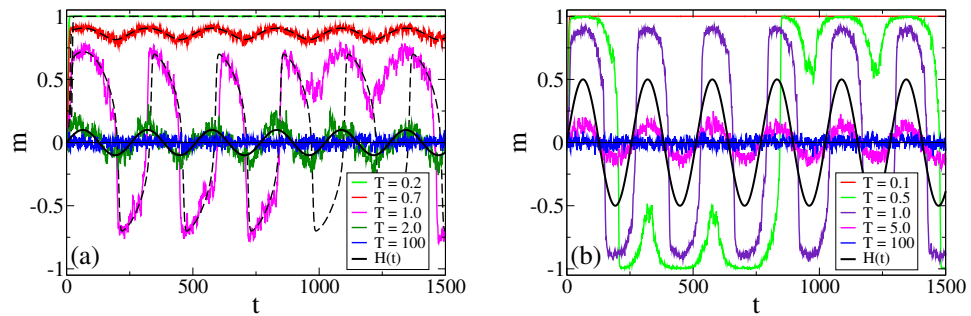 1
0.5
0
-0.5
-1
m
(a)
T = 0.2
T = 0.7
T = 1.0
T = 2.0
T = 100
H(t)
0
500
1000
1500
t
1
0.5
0
-0.5
-1
m
(b)
T = 0.1
T = 0.5
T = 1.0
T = 5.0
T = 100
H(t)
0
500
1000
1500
t